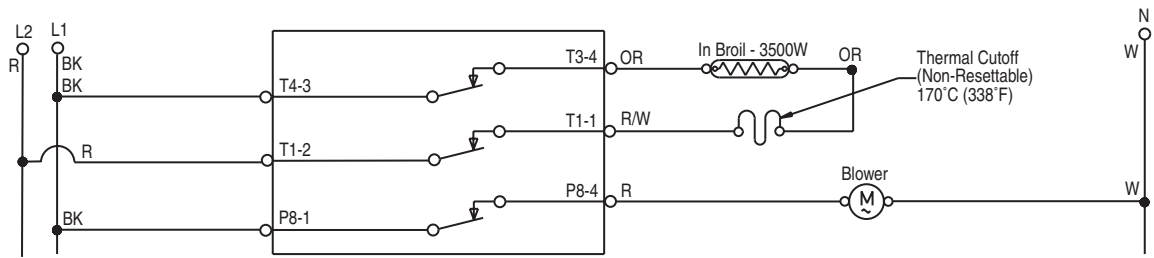 L2 L1 N
R BK W
BK
T4-3 T3-4 OR In Broil - 3500W OR
Thermal Cutoff
(Non-Resettable)
170˚C (338˚F)
R T1-2 T1-1 R/W
BK P8-1 P8-4 R Blower W
M
~